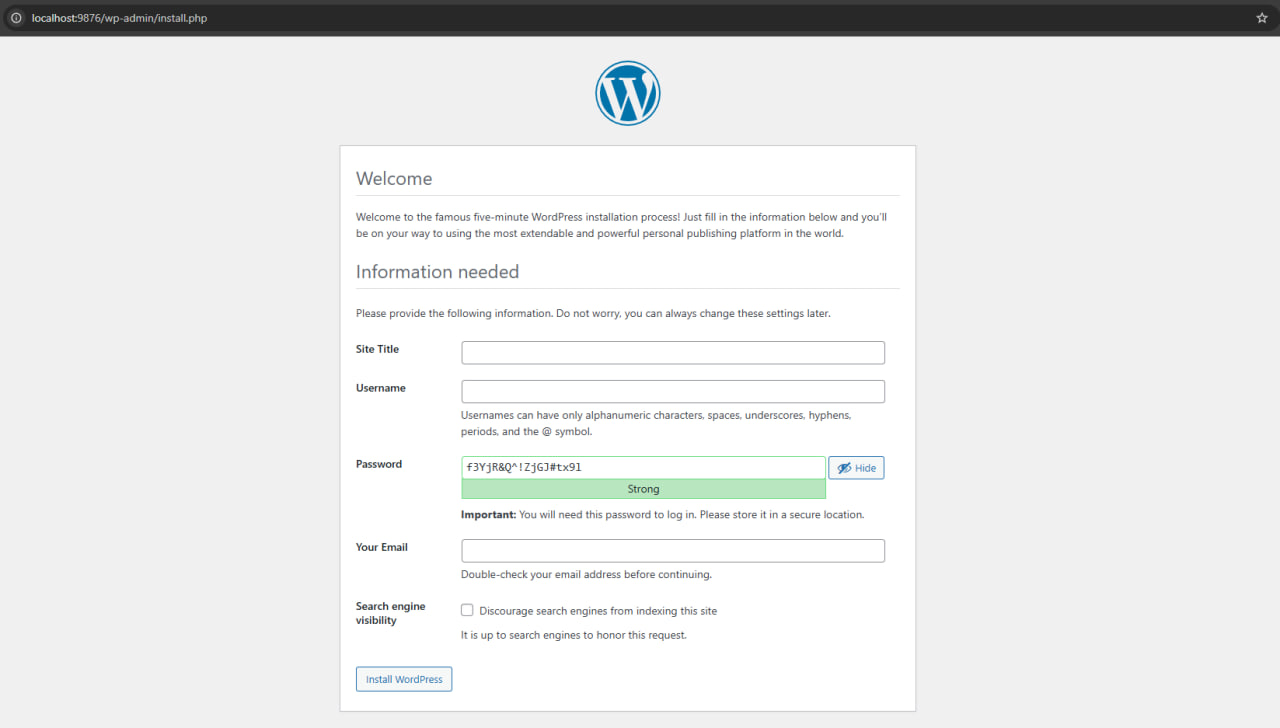 localhost:9876/wp-admin/install.php
Welcome
Welcome to the famous five-minute WordPress installation process! Just fill in the information below and you'll
be on your way to using the most extendable and powerful personal publishing platform in the world.
Information needed
Please provide the following information. Do not worry, you can always change these settings later.
Site Title
Username
Usernames can have only alphanumeric characters, spaces, underscores, hyphens,
periods, and the @ symbol.
Password
f3YjR&Q^!ZjGJ#tx9l
Hide
Strong
Important: You will need this password to log in. Please store it in a secure location.
Your Email
Double-check your email address before continuing.
Search engine
visibility
Discourage search engines from indexing this site
It is up to search engines to honor this request.
Install WordPress